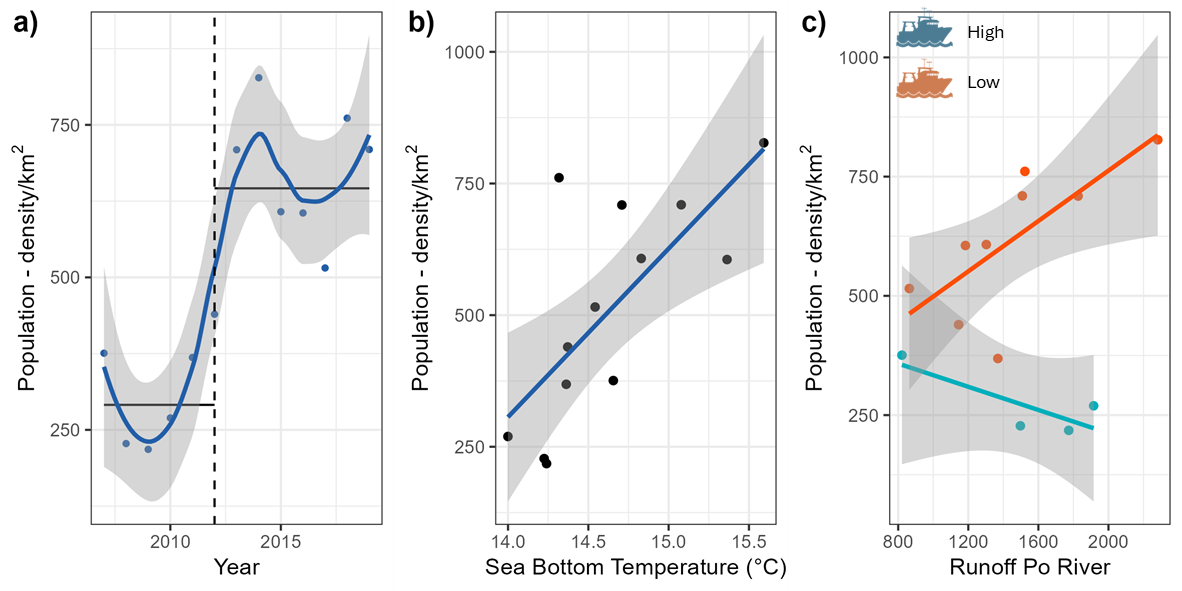 a)
Population - density/km²
750
500
250
2010 2015
Year
b)
Population - density/km²
1000
750
500
250
14.0 14.5 15.0 15.5
Sea Bottom Temperature (°C)
c)
High
Low
Population - density/km²
1000
750
500
250
800 1200 1600 2000
Runoff Po River